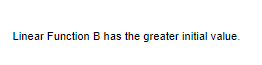 Linear Function B has the greater initial value.